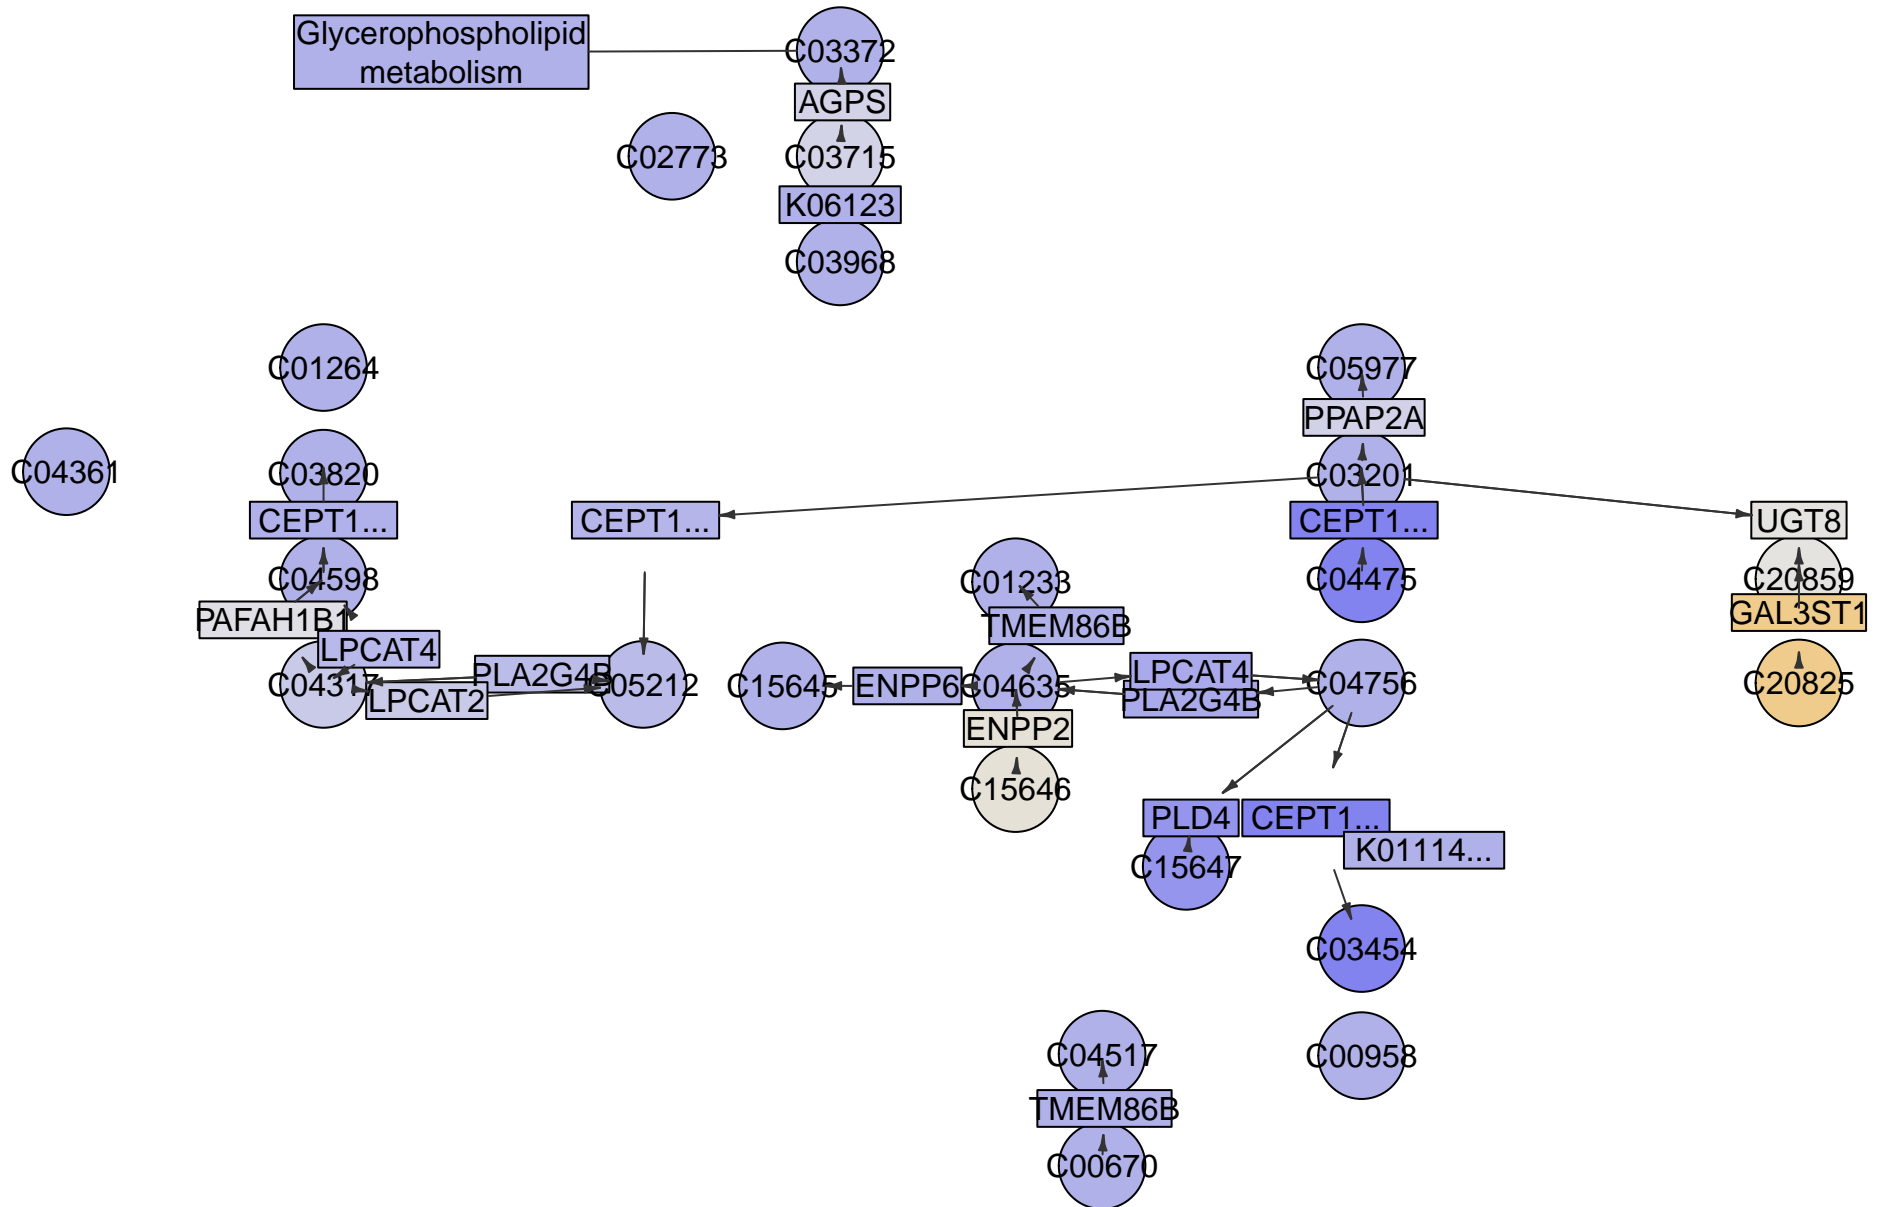 Glycerophospholipid
metabolism
C03372
AGPS
C02773
C03715
K06123
C03968
C01264
C05977
PPAP2A
C04361
C03820
C03201
CEPT1...
CEPT1...
CEPT1...
UGT8
C04598
C01233
C04475
C20859
PAFAH1B1
TMEM86B
GAL3ST1
LPCAT4
C04317
PLA2G4B
LPCAT2
C05212
C15645
ENPP6
C04635
LPCAT4
PLA2G4B
C04756
C20825
ENPP2
C15646
PLD4
CEPT1...
K01114...
C15647
C03454
C04517
C00958
TMEM86B
C00670